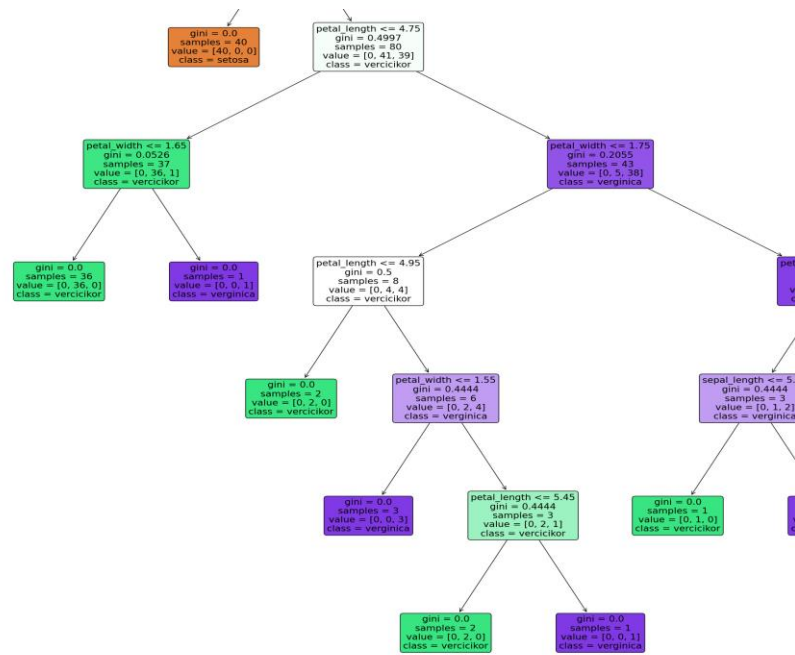 gini = 0.0
samples = 40
value = [40, 0, 0]
class = setosa
petal_length <= 4.75
gini = 0.4997
samples = 80
value = [0, 41, 39]
class = vercicikor
petal_width <= 1.65
gini = 0.0526
samples = 37
value = [0, 36, 1]
class = vercicikor
petal_width <= 1.75
gini = 0.2055
samples = 43
value = [0, 5, 38]
class = verginica
gini = 0.0
samples = 36
value = [0, 36, 0]
class = vercicikor
gini = 0.0
samples = 1
value = [0, 0, 1]
class = verginica
petal_length <= 4.95
gini = 0.5
samples = 8
value = [0, 4, 4]
class = vercicikor
gini = 0.0
samples = 2
value = [0, 2, 0]
class = vercicikor
petal_width <= 1.55
gini = 0.4444
samples = 6
value = [0, 2, 4]
class = verginica
sepal_length <= 5.
gini = 0.4444
samples = 3
value = [0, 1, 2]
class = verginica
gini = 0.0
samples = 3
value = [0, 0, 3]
class = verginica
petal_length <= 5.45
gini = 0.4444
samples = 3
value = [0, 2, 1]
class = vercicikor
gini = 0.0
samples = 1
value = [0, 1, 0]
class = vercicikor
gini = 0.0
samples = 2
value = [0, 2, 0]
class = vercicikor
gini = 0.0
samples = 1
value = [0, 0, 1]
class = verginica